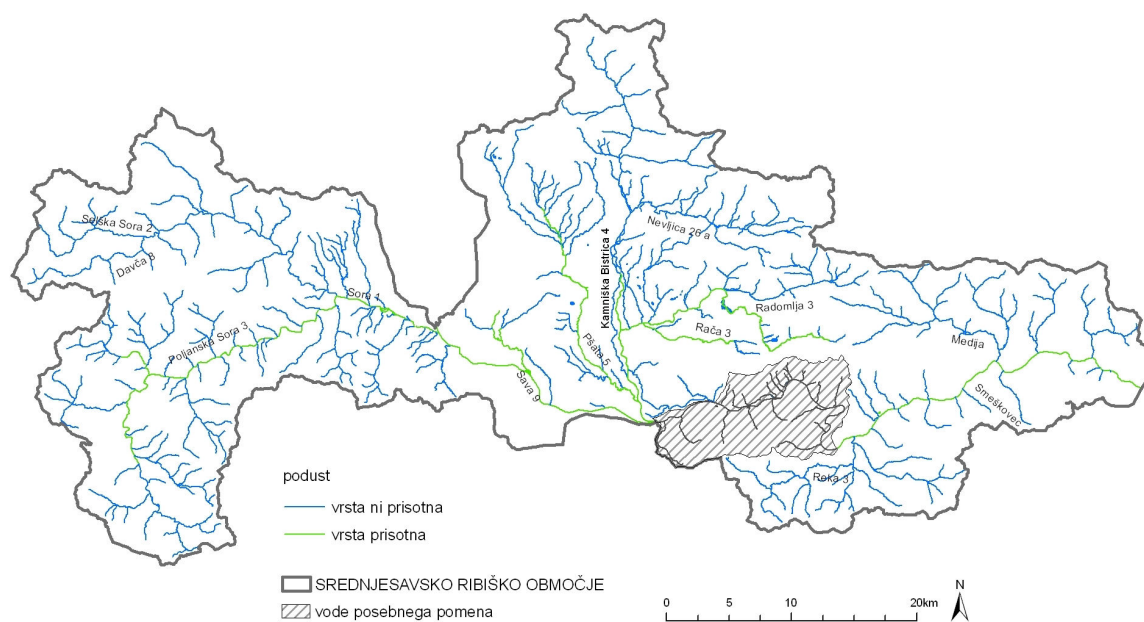 Selška Sora 2
Davča 8
Poljanska Sora 3
Sora 1
Sava 9
Pšata 5
Kamniška Bistrica 4
Nevljica 26 a
Radomlja 3
Rača 3
Medija
Smeškovec
Reka 3
podust
vrsta ni prisotna
vrsta prisotna
SREDNJESAVSKO RIBIŠKO OBMOČJE
vode posebnega pomena
0 5 10 20km
N